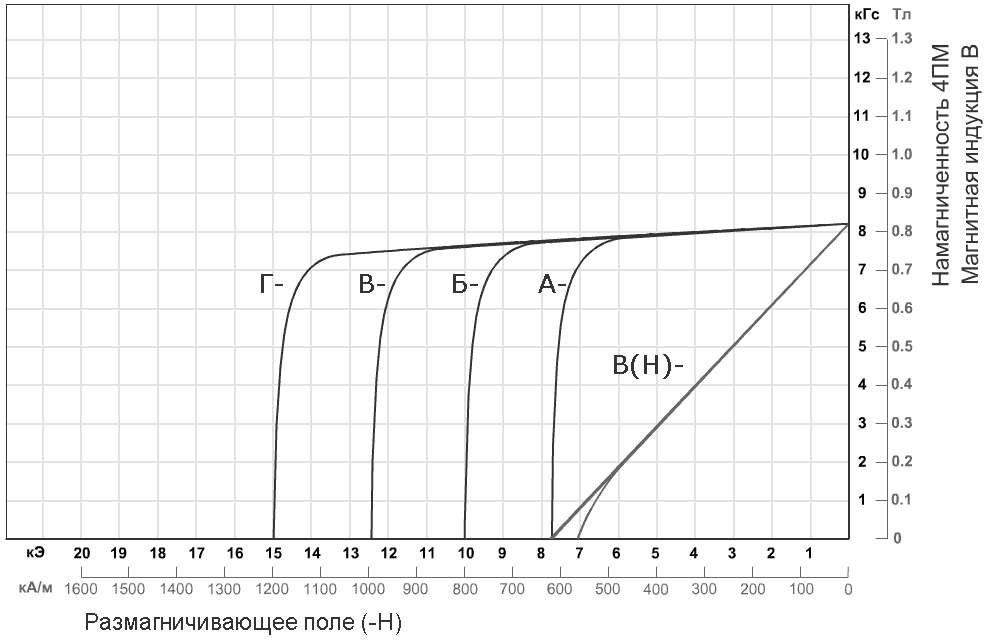 кГс Тл
13 1.3
12 1.2
11 1.1
10 1.0
9 0.9
8 0.8
7 0.7
6 0.6
5 0.5
4 0.4
3 0.3
2 0.2
1 0.1
0
Намагниченность 4ПМ
Магнитная индукция В
Г- В- Б- А-
В(Н)-
кЭ 20 19 18 17 16 15 14 13 12 11 10 9 8 7 6 5 4 3 2 1
кА/м 1600 1500 1400 1300 1200 1100 1000 900 800 700 600 500 400 300 200 100 0
Размагничивающее поле (-Н)